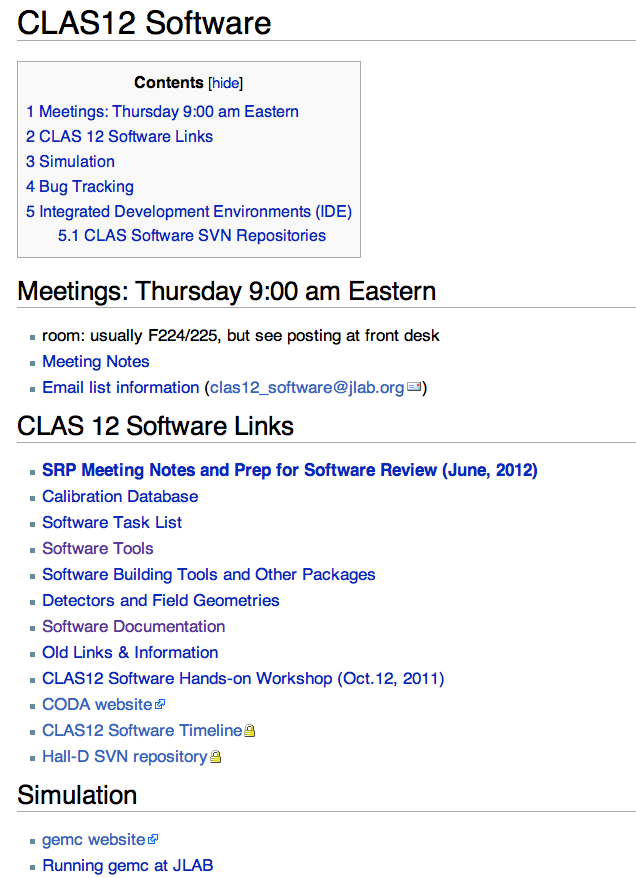 CLAS12 Software
Contents [hide]
1 Meetings: Thursday 9:00 am Eastern
2 CLAS 12 Software Links
3 Simulation
4 Bug Tracking
5 Integrated Development Environments (IDE)
5.1 CLAS Software SVN Repositories
Meetings: Thursday 9:00 am Eastern
room: usually F224/225, but see posting at front desk
Meeting Notes
Email list information (clas12_software@jlab.org)
CLAS 12 Software Links
SRP Meeting Notes and Prep for Software Review (June, 2012)
Calibration Database
Software Task List
Software Tools
Software Building Tools and Other Packages
Detectors and Field Geometries
Software Documentation
Old Links & Information
CLAS12 Software Hands-on Workshop (Oct.12, 2011)
CODA website
CLAS12 Software Timeline
Hall-D SVN repository
Simulation
gemc website
Running gemc at JLAB